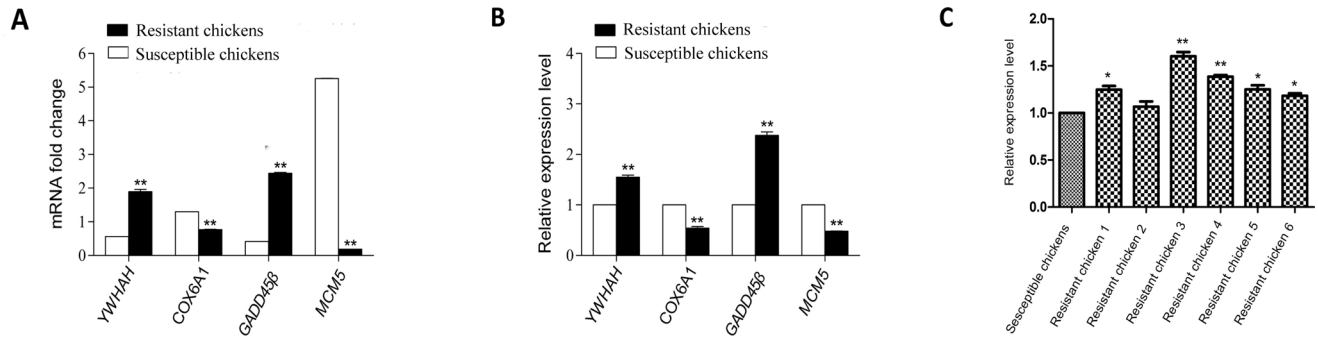 A
Resistant chickens
Susceptible chickens
mRNA fold change
6
5
4
3
2
1
0
**
**
**
**
YWHAH
COX6A1
GADD45β
MCM5
B
Resistant chickens
Susceptible chickens
Relative expression level
4
3
2
1
0
**
**
**
**
YWHAH
COX6A1
GADD45β
MCM5
C
Relative expression level
2.0
1.5
1.0
0.5
0.0
*
**
**
*
*
Sesceptible chickens
Resistant chicken 1
Resistant chicken 2
Resistant chicken 3
Resistant chicken 4
Resistant chicken 5
Resistant chicken 6